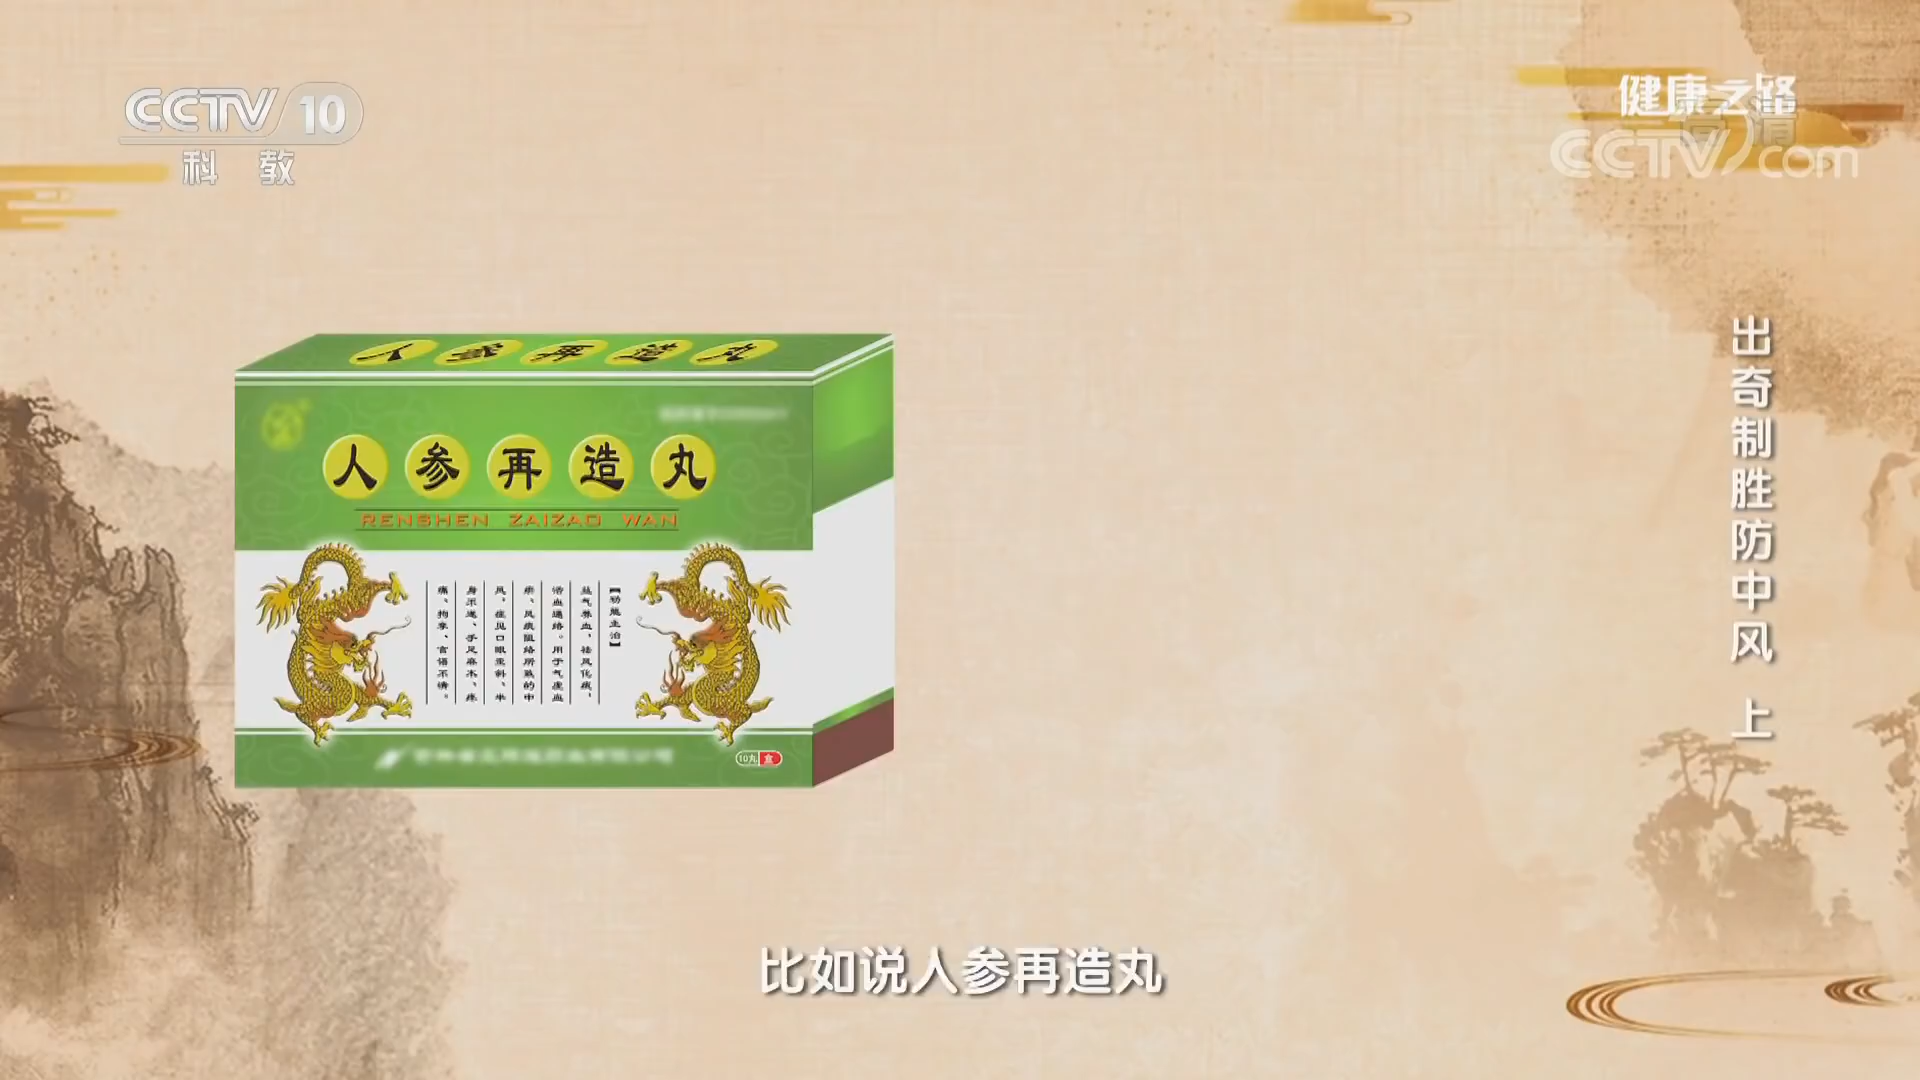 CCTV 10
科 教
健康之路
高清
CCTV com
人参再造丸
人参再造丸
RENSHEN ZAIZAO WAN
【功能主治】
益气养血，祛风化痰，
活血通络。用于气虚血
瘀、风痰阻络所致的中
风，症见口眼歪斜、半
身不遂、手足麻木、疼
痛、拘挛、言语不清。
10丸 盒
出奇制胜防中风 上
比如说人参再造丸